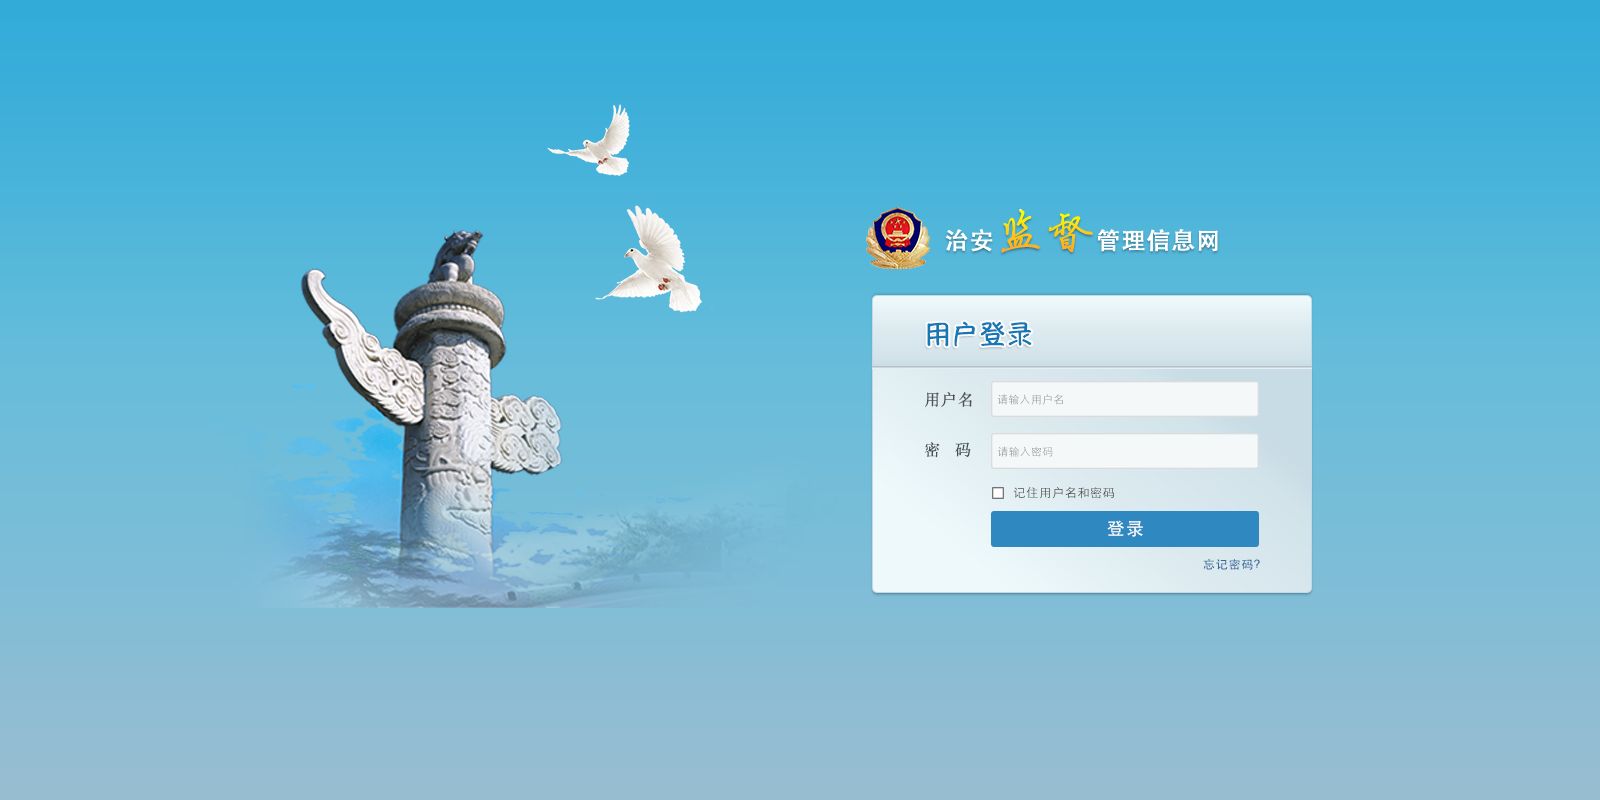 治安监督管理信息网
用户登录
用户名 请输入用户名
密 码 请输入密码
记住用户名和密码
登录
忘记密码?